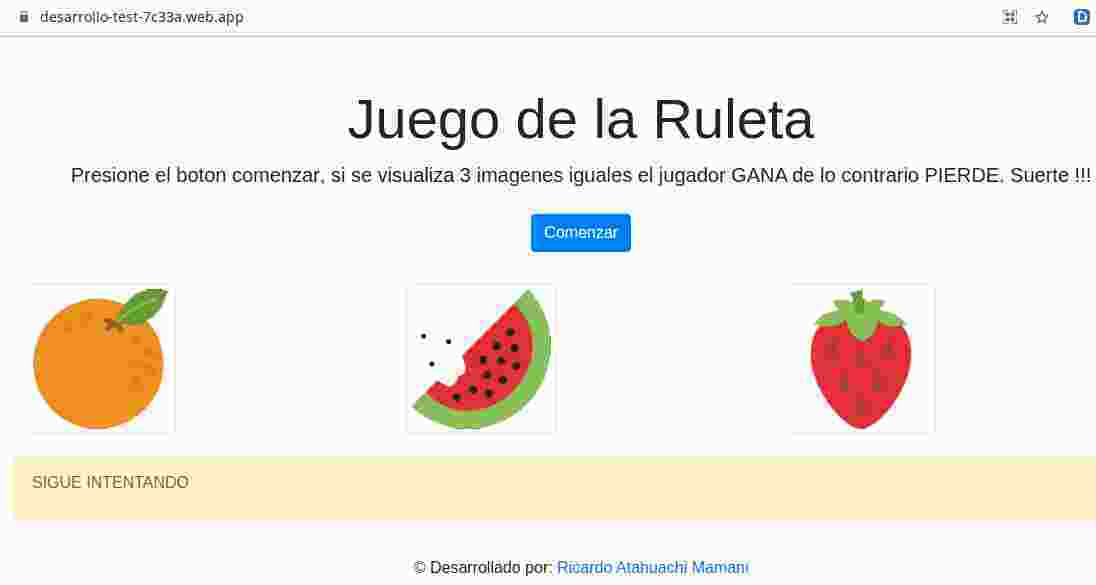 desarrollo-test-7c33a.web.app
Juego de la Ruleta
Presione el boton comenzar, si se visualiza 3 imagenes iguales el jugador GANA de lo contrario PIERDE. Suerte !!!
Comenzar
SIGUE INTENTANDO
© Desarrollado por: Ricardo Atahuachi Mamani